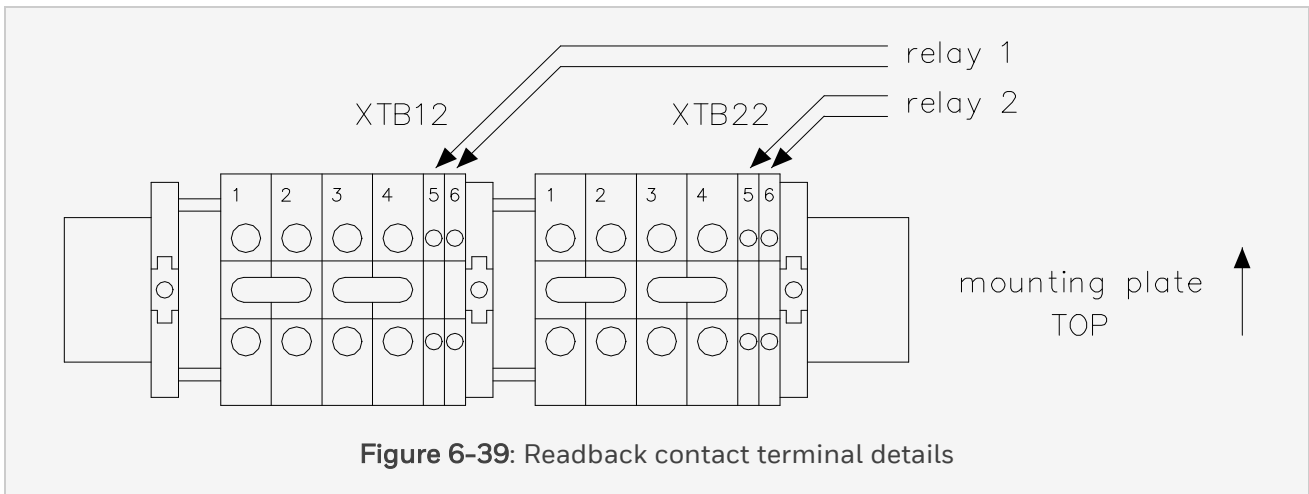 relay 1
XTB12 XTB22 relay 2
1 2 3 4 5 6 1 2 3 4 5 6
mounting plate
TOP
Figure 6-39: Readback contact terminal details